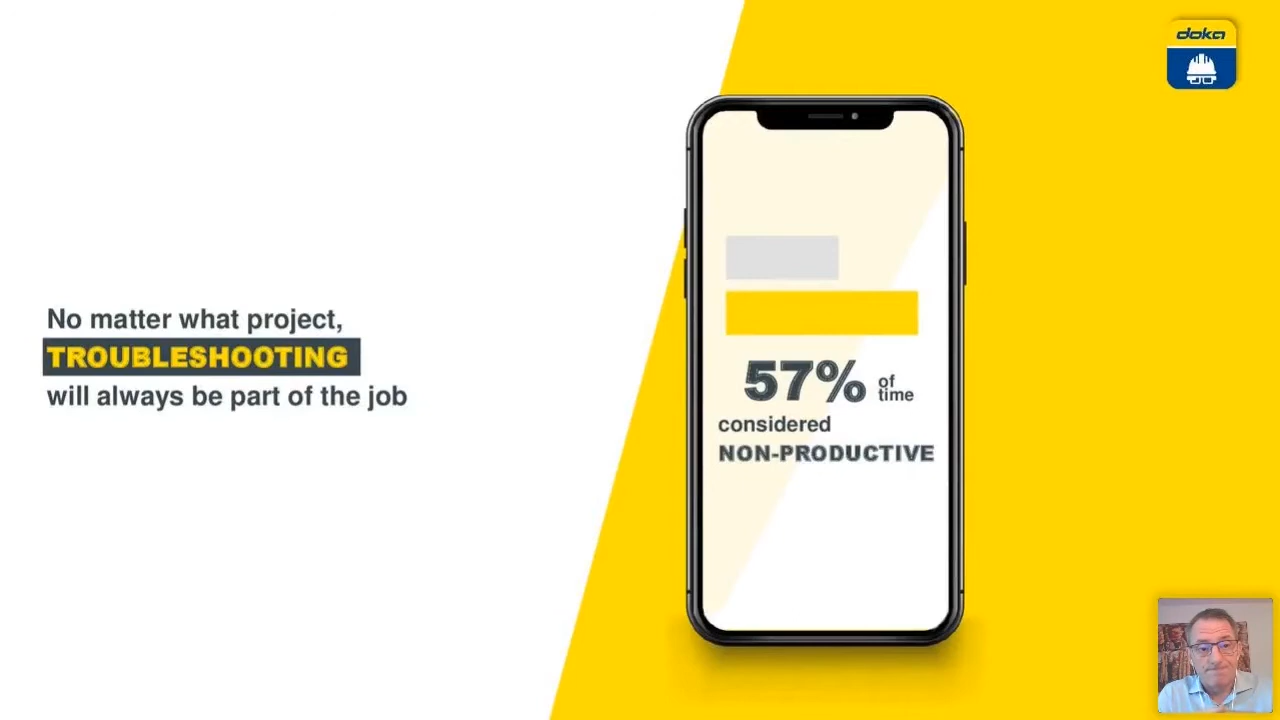 doka
No matter what project,
TROUBLESHOOTING
will always be part of the job
57% of time
considered
NON-PRODUCTIVE